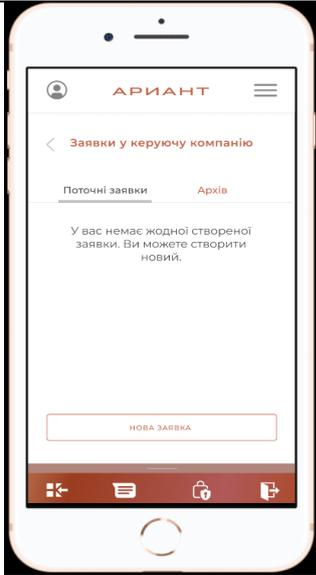 АРИАНТ
Заявки у керуючу компанію
Поточні заявки Архів
У вас немає жодної створеної
заявки. Ви можете створити
новий.
НОВА ЗАЯВКА